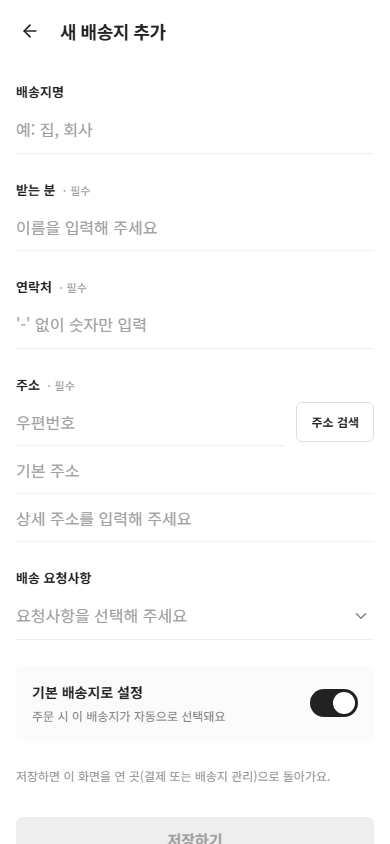 새 배송지 추가
배송지명
예: 집, 회사
받는 분 · 필수
이름을 입력해 주세요
연락처 · 필수
'-' 없이 숫자만 입력
주소 · 필수
우편번호
주소 검색
기본 주소
상세 주소를 입력해 주세요
배송 요청사항
요청사항을 선택해 주세요
기본 배송지로 설정
주문 시 이 배송지가 자동으로 선택돼요
저장하면 이 화면을 연 곳(결제 또는 배송지 관리)으로 돌아가요.
저장하기